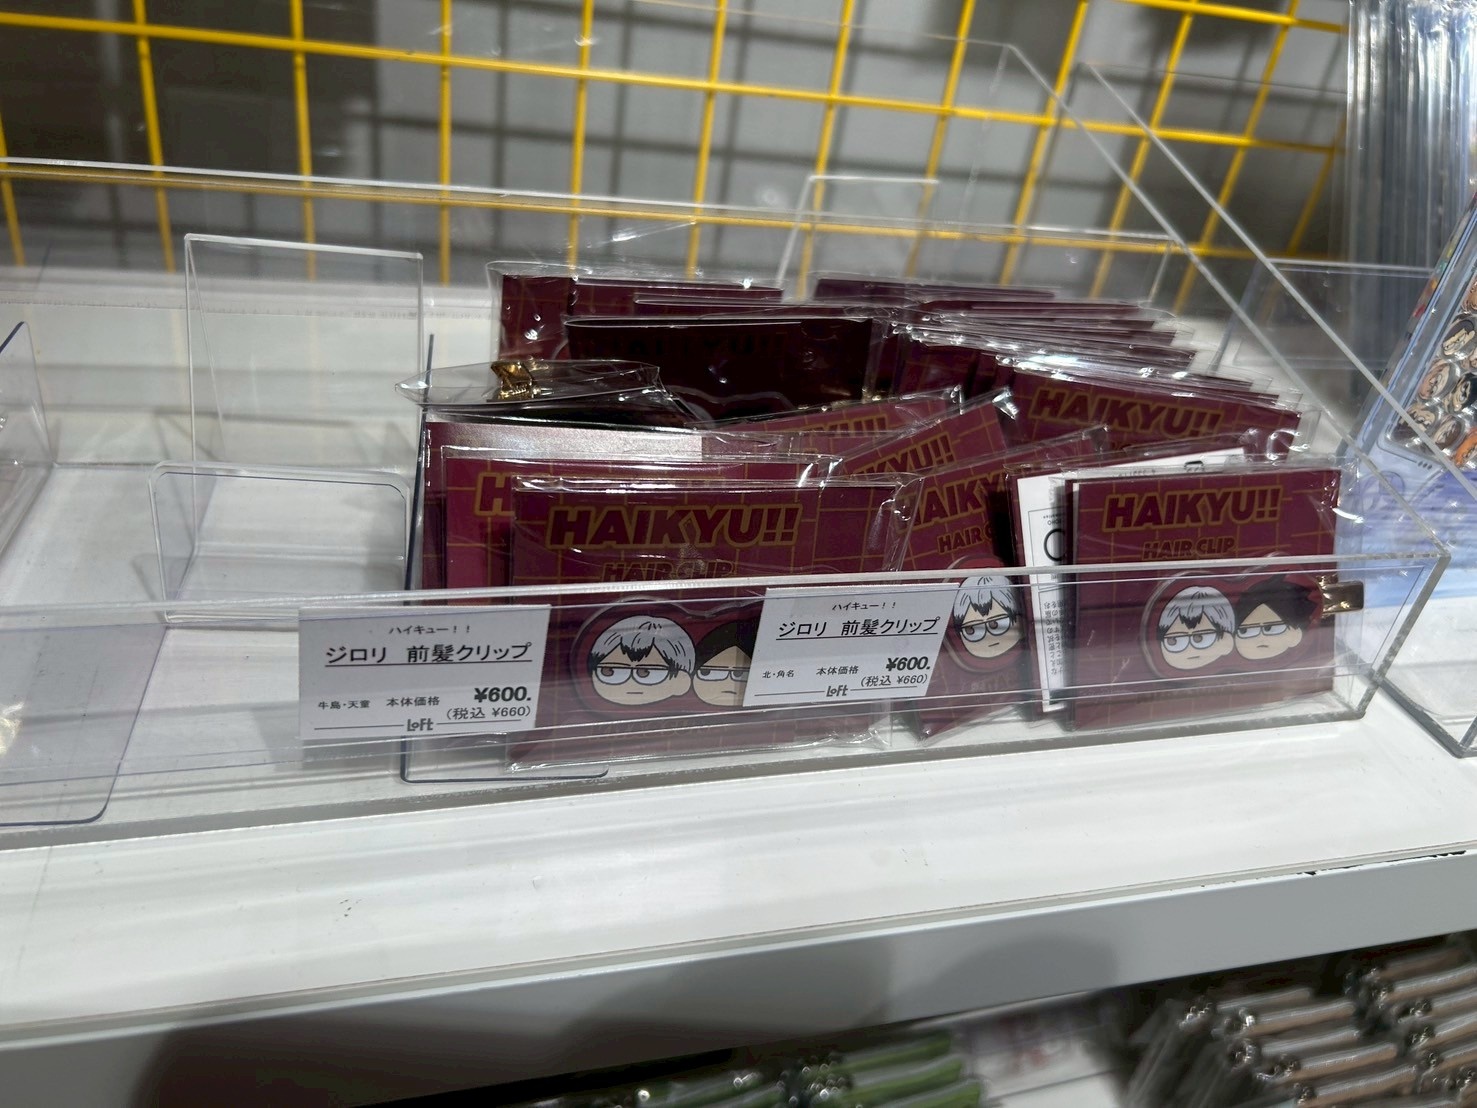 HAIKYU!!
HAIR CLIP
HAIKYU!!
HAIR CLIP
HAIKYU!!
ハイキュー！！
ジロリ 前髪クリップ
牛島・天童 本体価格 ¥600.
(税込 ¥660)
Loft
ハイキュー！！
ジロリ 前髪クリップ
北・角名 本体価格 ¥600.
(税込 ¥660)
Loft